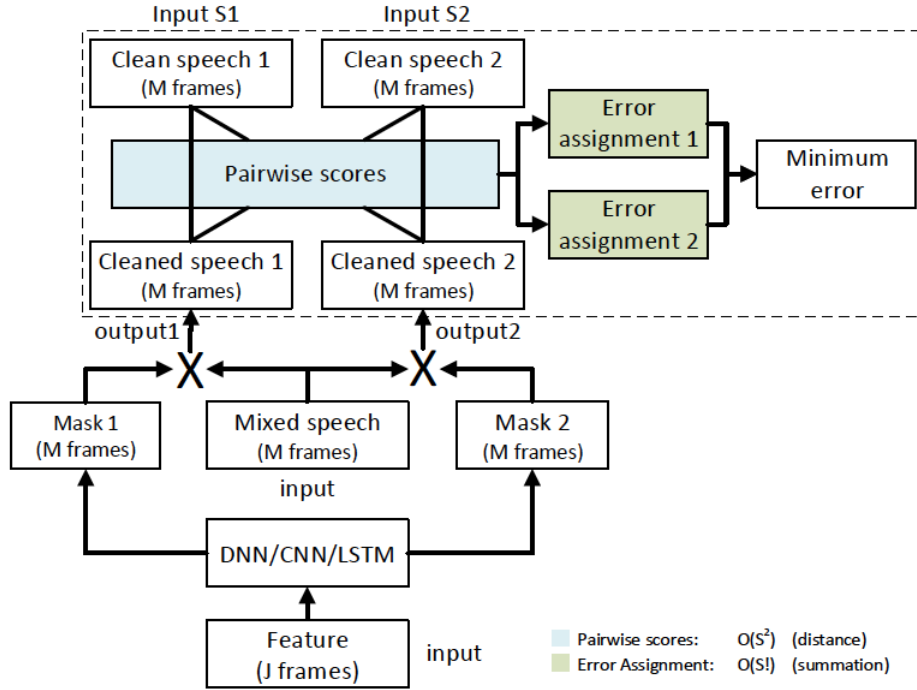 Input S1
Input S2
Clean speech 1
(M frames)
Clean speech 2
(M frames)
Pairwise scores
Error
assignment 1
Error
assignment 2
Minimum
error
Cleaned speech 1
(M frames)
Cleaned speech 2
(M frames)
output1
output2
X
X
Mask 1
(M frames)
Mixed speech
(M frames)
Mask 2
(M frames)
input
DNN/CNN/LSTM
Feature
(J frames)
input
Pairwise scores: O(S²) (distance)
Error Assignment: O(S!) (summation)